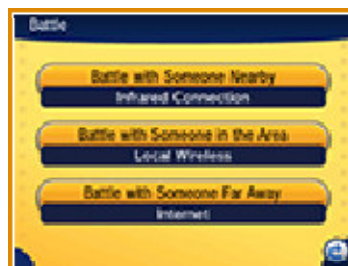 Battle
Battle with Someone Nearby
Infrared Connection
Battle with Someone in the Area
Local Wireless
Battle with Someone Far Away
Internet